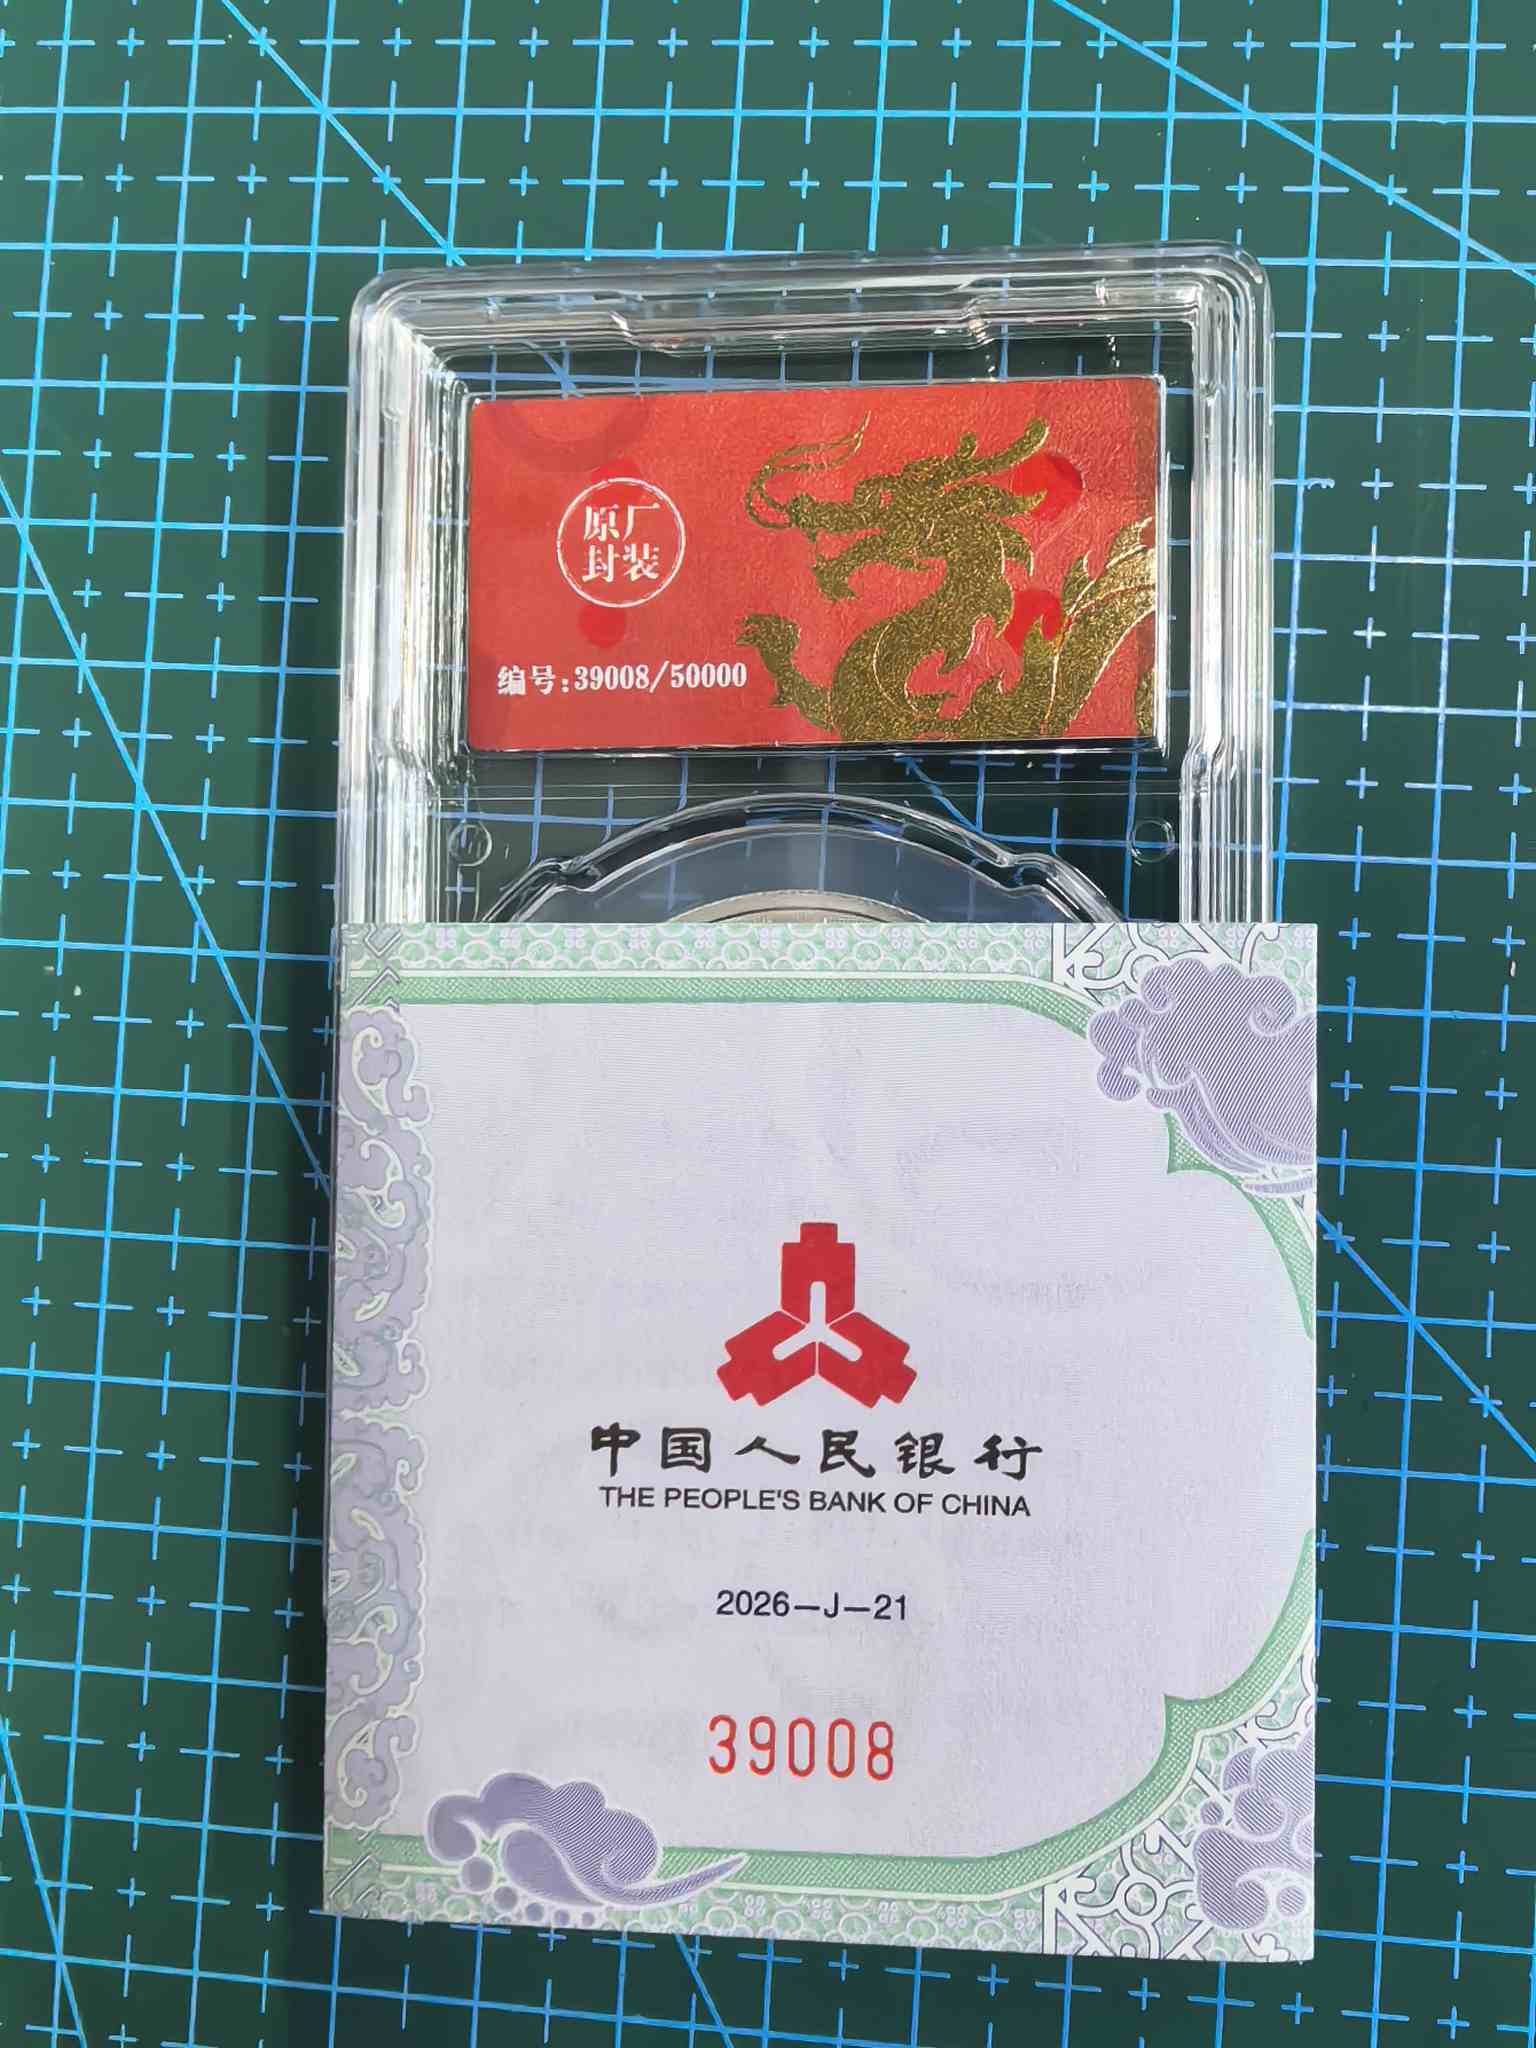 原厂
封装
编号:39008/50000
中国人民银行
THE PEOPLE'S BANK OF CHINA
2026—J—21
39008